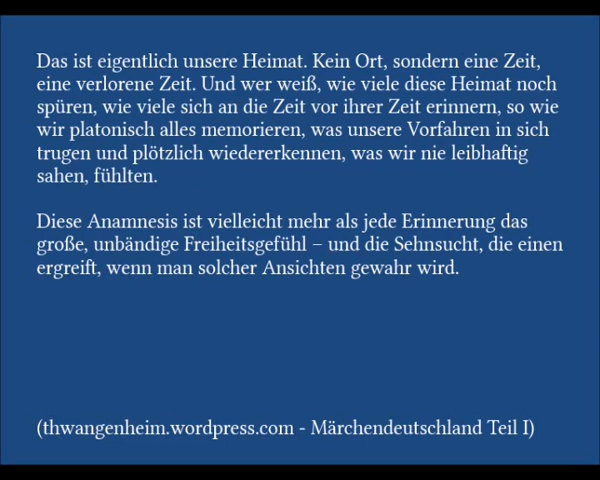 Das ist eigentlich unsere Heimat. Kein Ort, sondern eine Zeit,
eine verlorene Zeit. Und wer weiß, wie viele diese Heimat noch
spüren, wie viele sich an die Zeit vor ihrer Zeit erinnern, so wie
wir platonisch alles memorieren, was unsere Vorfahren in sich
trugen und plötzlich wiedererkennen, was wir nie leibhaftig
sahen, fühlten.
Diese Anamnesis ist vielleicht mehr als jede Erinnerung das
große, unbändige Freiheitsgefühl – und die Sehnsucht, die einen
ergreift, wenn man solcher Ansichten gewahr wird.
(thwangenheim.wordpress.com - Märchendeutschland Teil I)